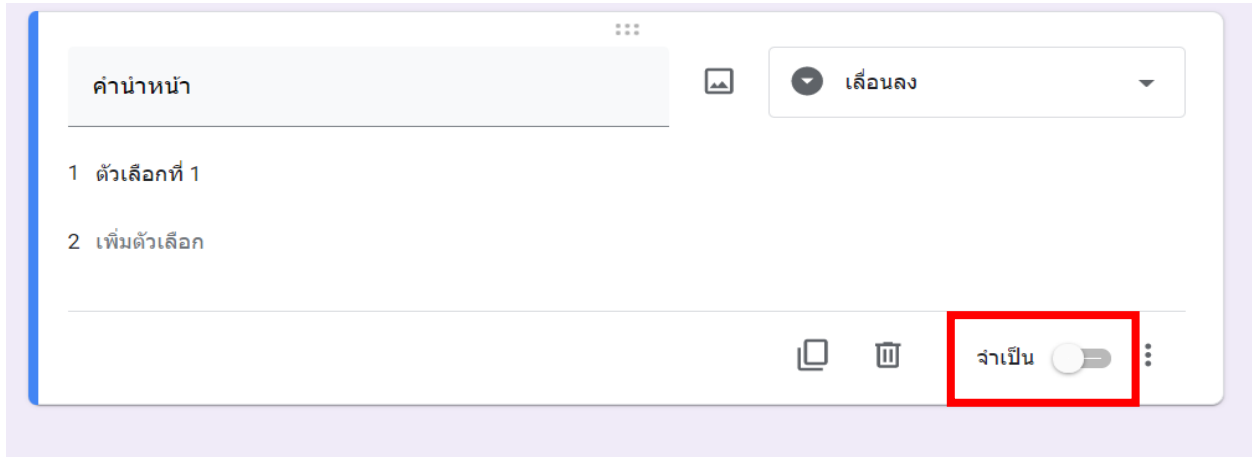 คำนำหน้า
เลื่อนลง
1 ตัวเลือกที่ 1
2 เพิ่มตัวเลือก
จำเป็น